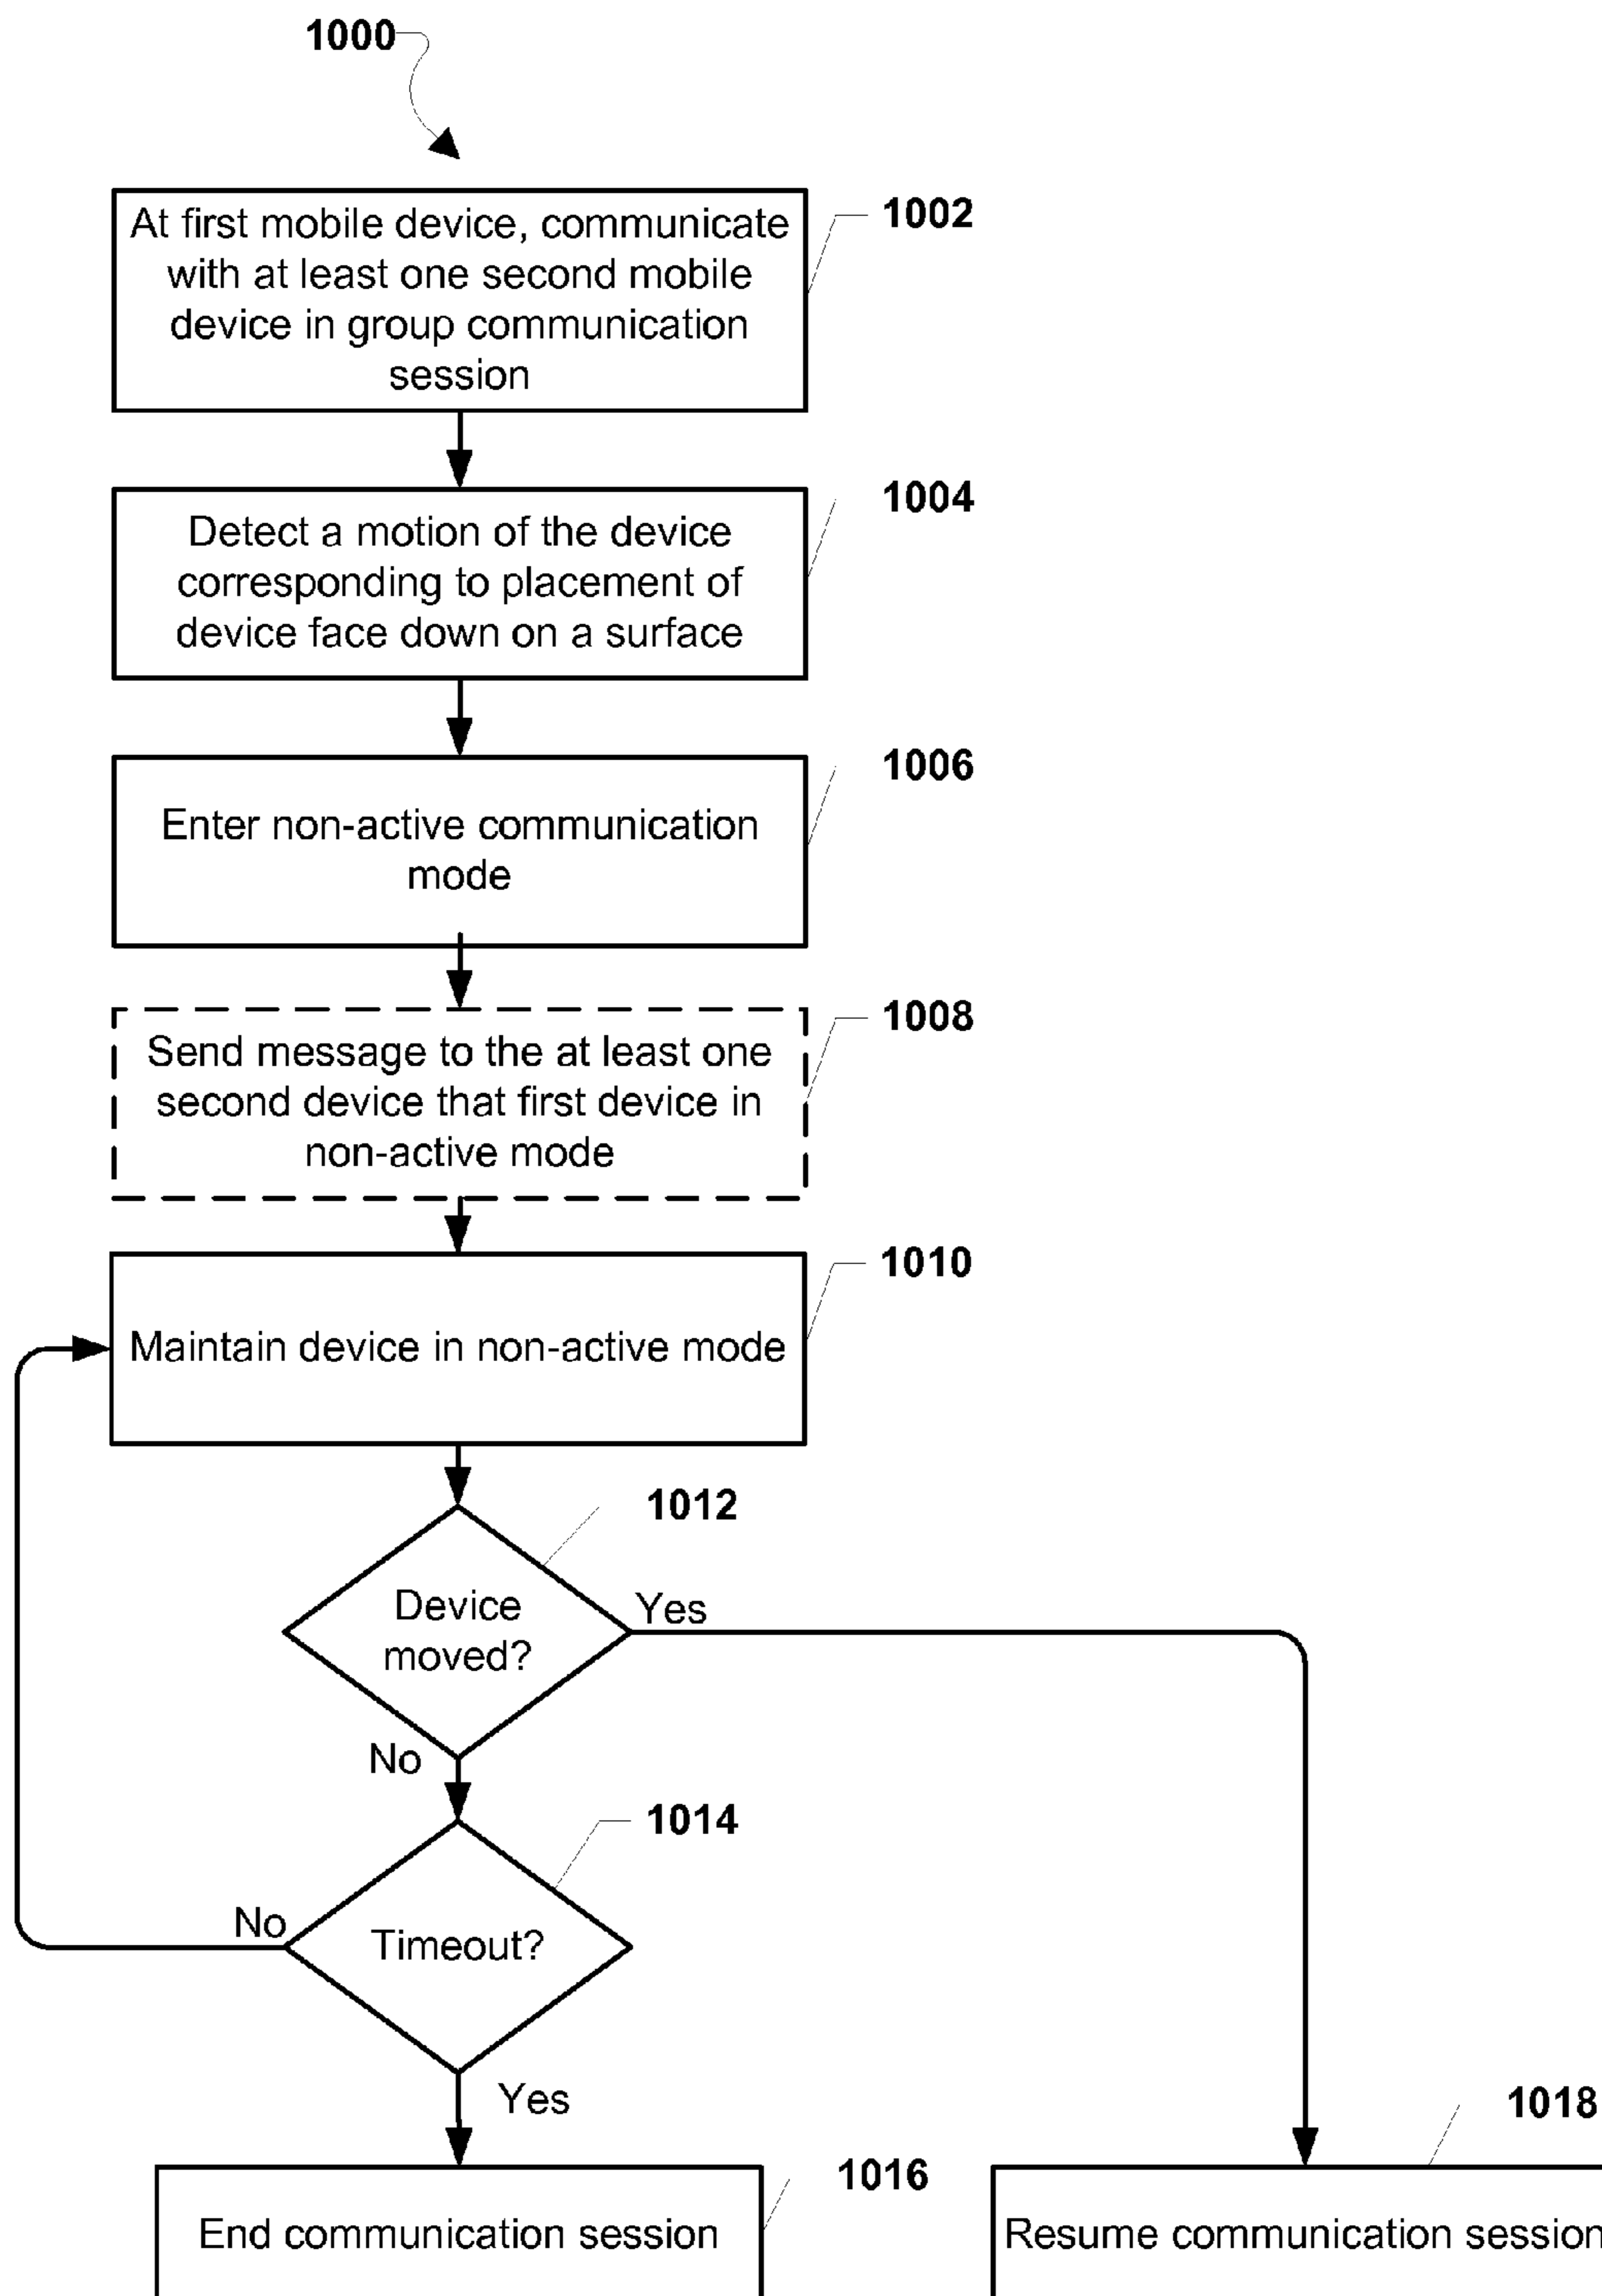 1000
At first mobile device, communicate
with at least one second mobile
device in group communication
session
1002
Detect a motion of the device
corresponding to placement of
device face down on a surface
1004
Enter non-active communication
mode
1006
Send message to the at least one
second device that first device in
non-active mode
1008
Maintain device in non-active mode
1010
Device
moved?
1012
Yes
No
Timeout?
1014
No
Yes
End communication session
1016
Resume communication session
1018